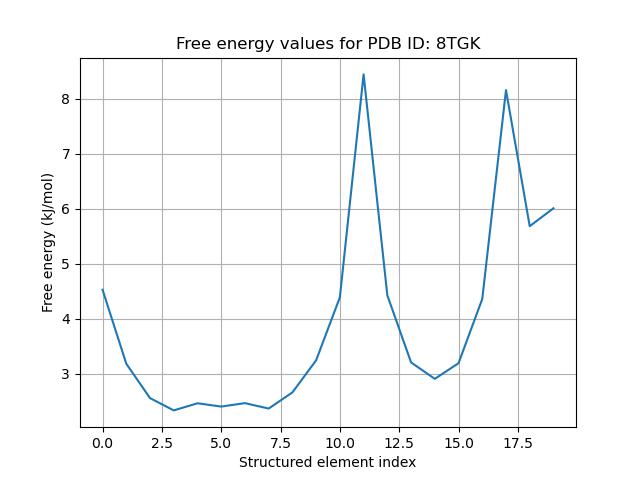 Free energy values for PDB ID: 8TGK
Free energy (kJ/mol)
8
7
6
5
4
3
0.0 2.5 5.0 7.5 10.0 12.5 15.0 17.5
Structured element index